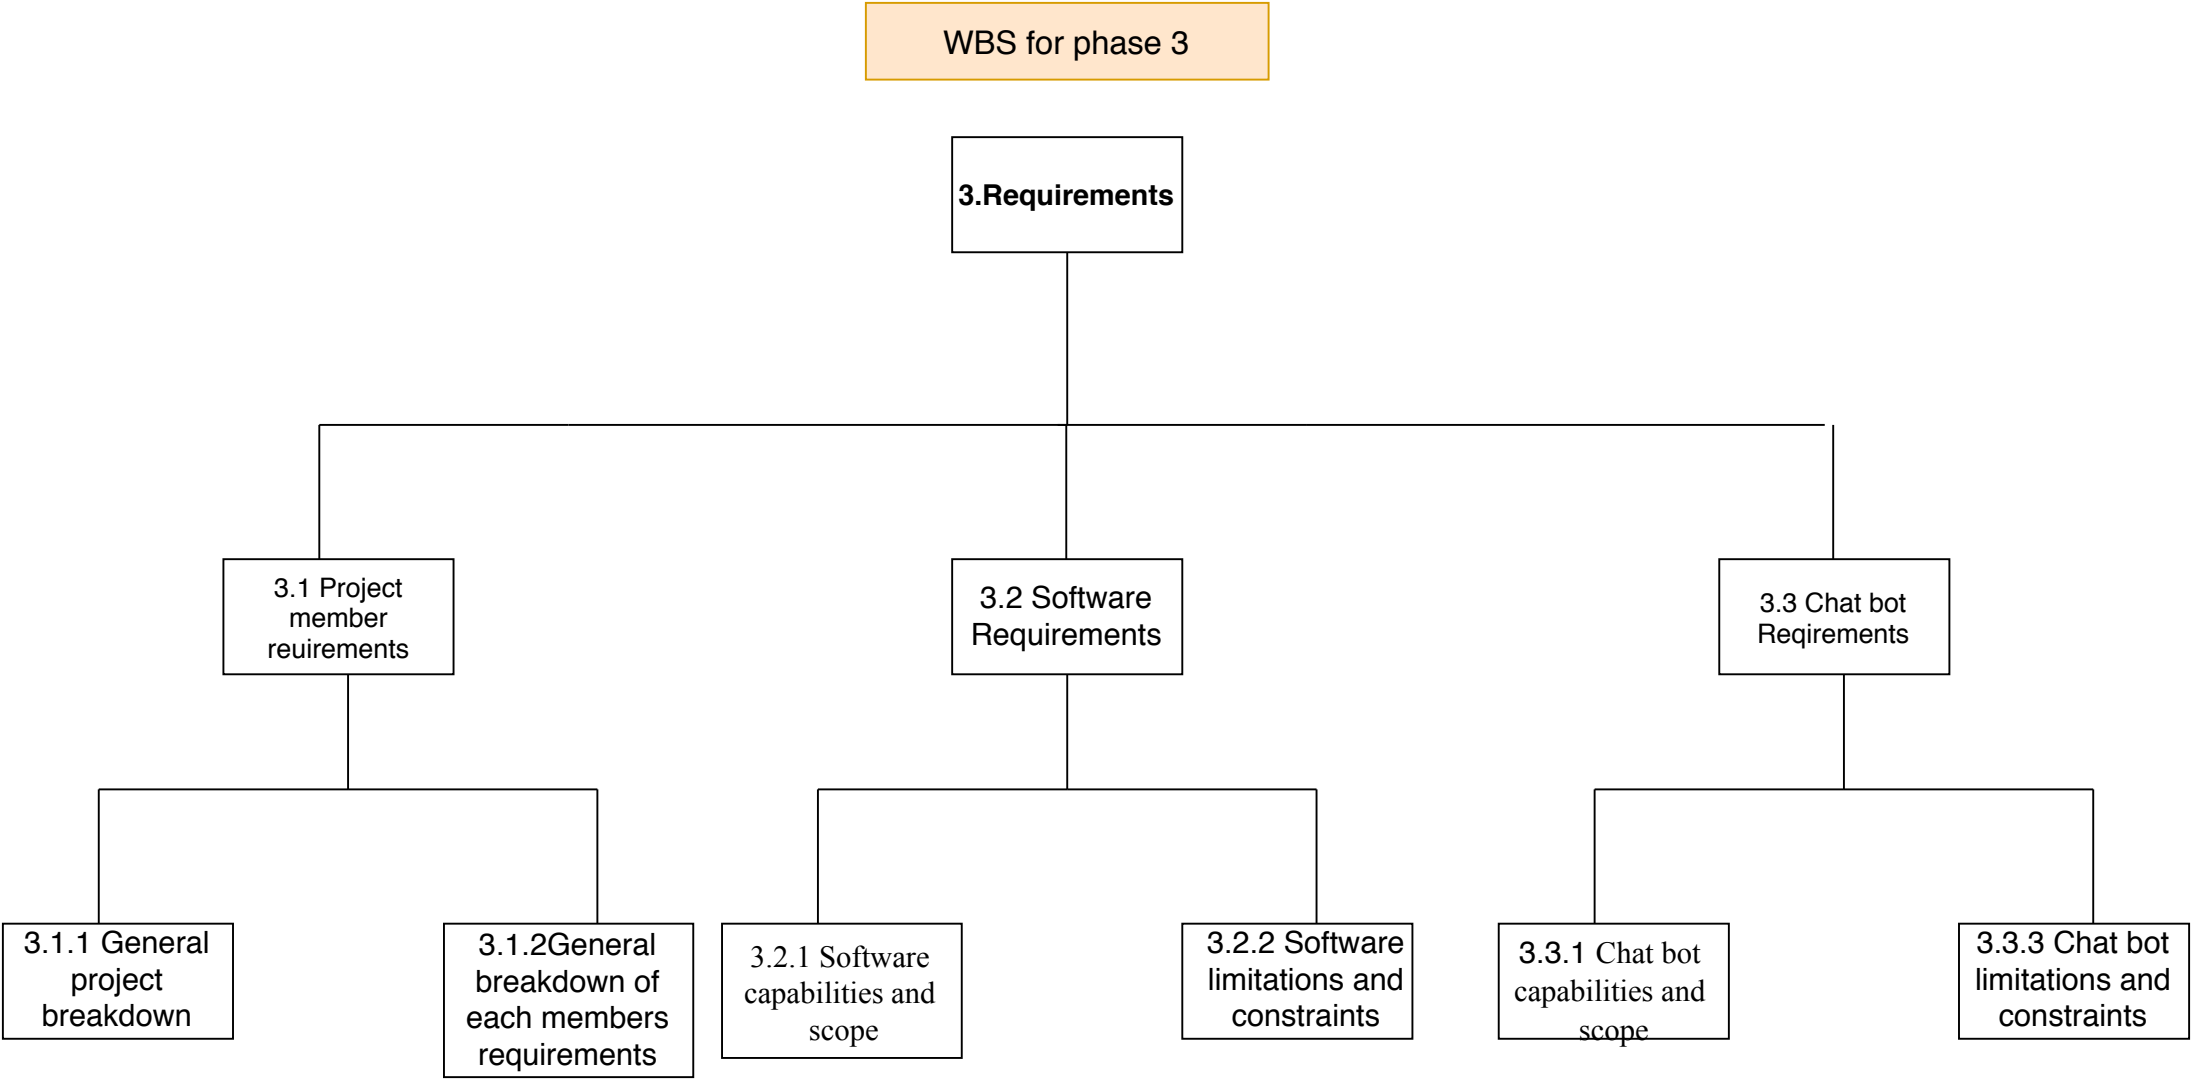 WBS for phase 3
3.Requirements
3.1 Project
member
reuirements
3.2 Software
Requirements
3.3 Chat bot
Reqirements
3.1.1 General
project
breakdown
3.1.2General
breakdown of
each members
requirements
3.2.1 Software
capabilities and
scope
3.2.2 Software
limitations and
constraints
3.3.1 Chat bot
capabilities and
scope
3.3.3 Chat bot
limitations and
constraints